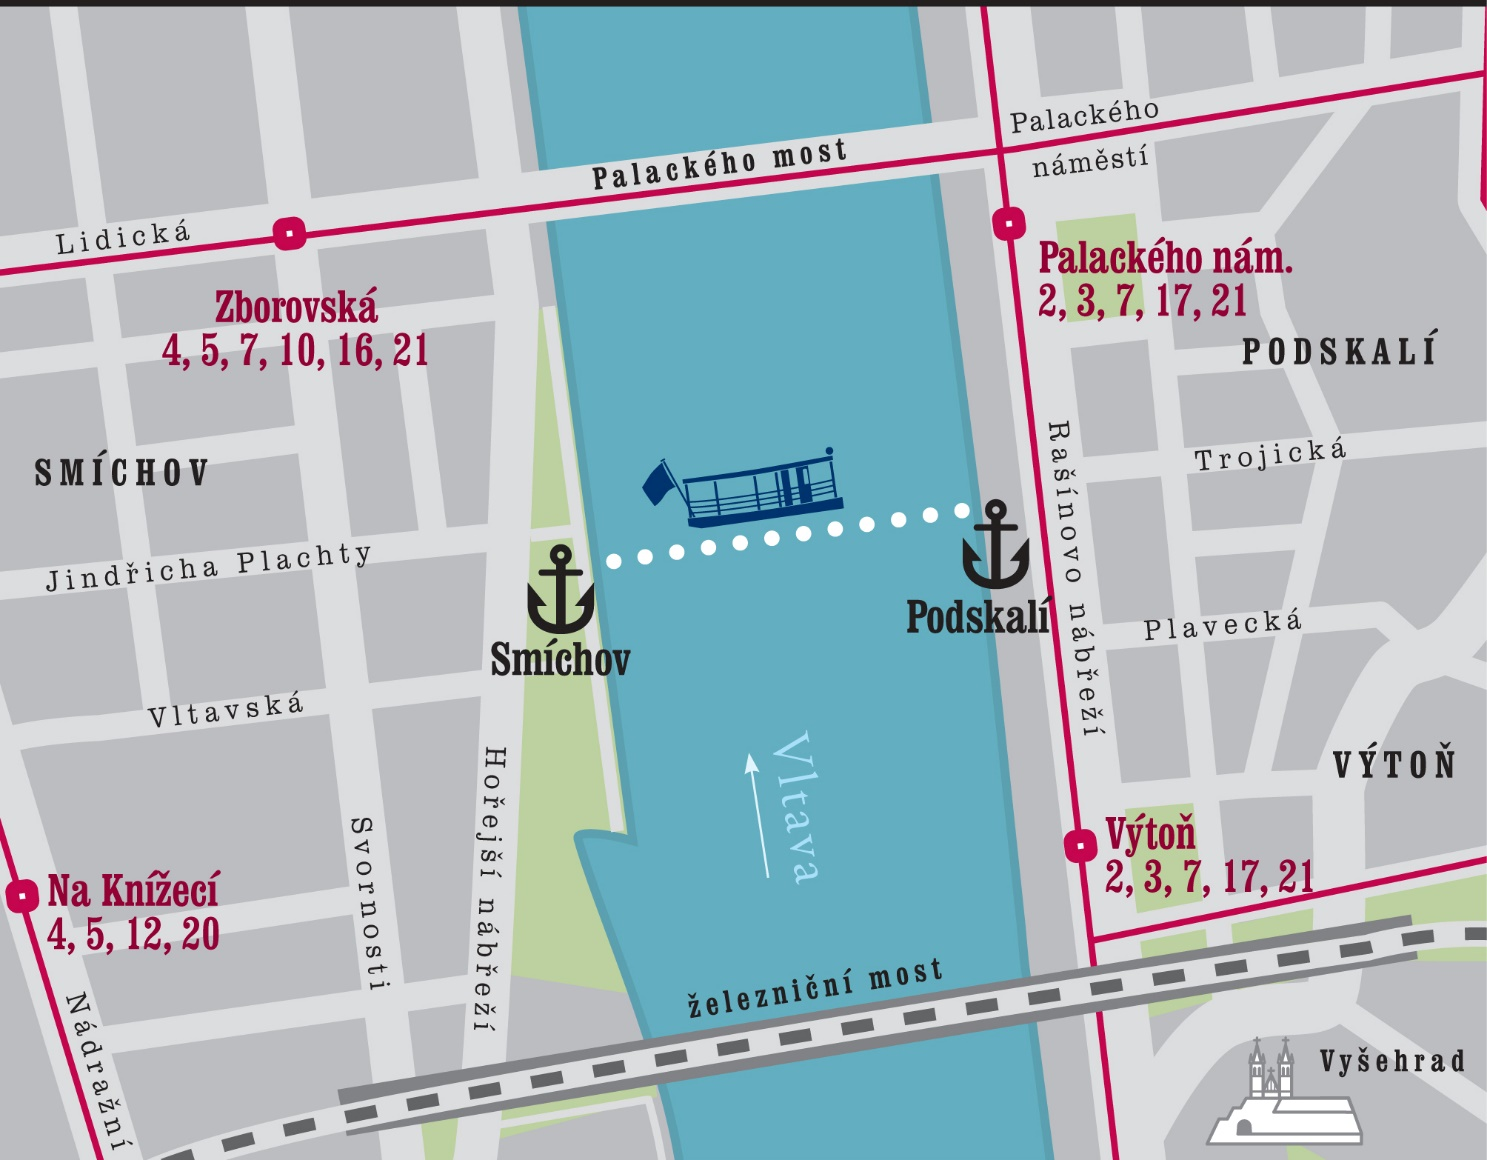 Palackého
náměstí
Palackého most
Lidická
Palackého nám.
2, 3, 7, 17, 21
Zborovská
4, 5, 7, 10, 16, 21
PODSKALÍ
SMÍCHOV
Trojická
Rašínovo nábřeží
Jindřicha Plachty
Podskalí
Plavecká
Smíchov
Vltavská
Vltava
VÝTOŇ
Hořejší nábřeží
Svornosti
Výtoň
2, 3, 7, 17, 21
Na Knížecí
4, 5, 12, 20
železniční most
Nádražní
Vyšehrad